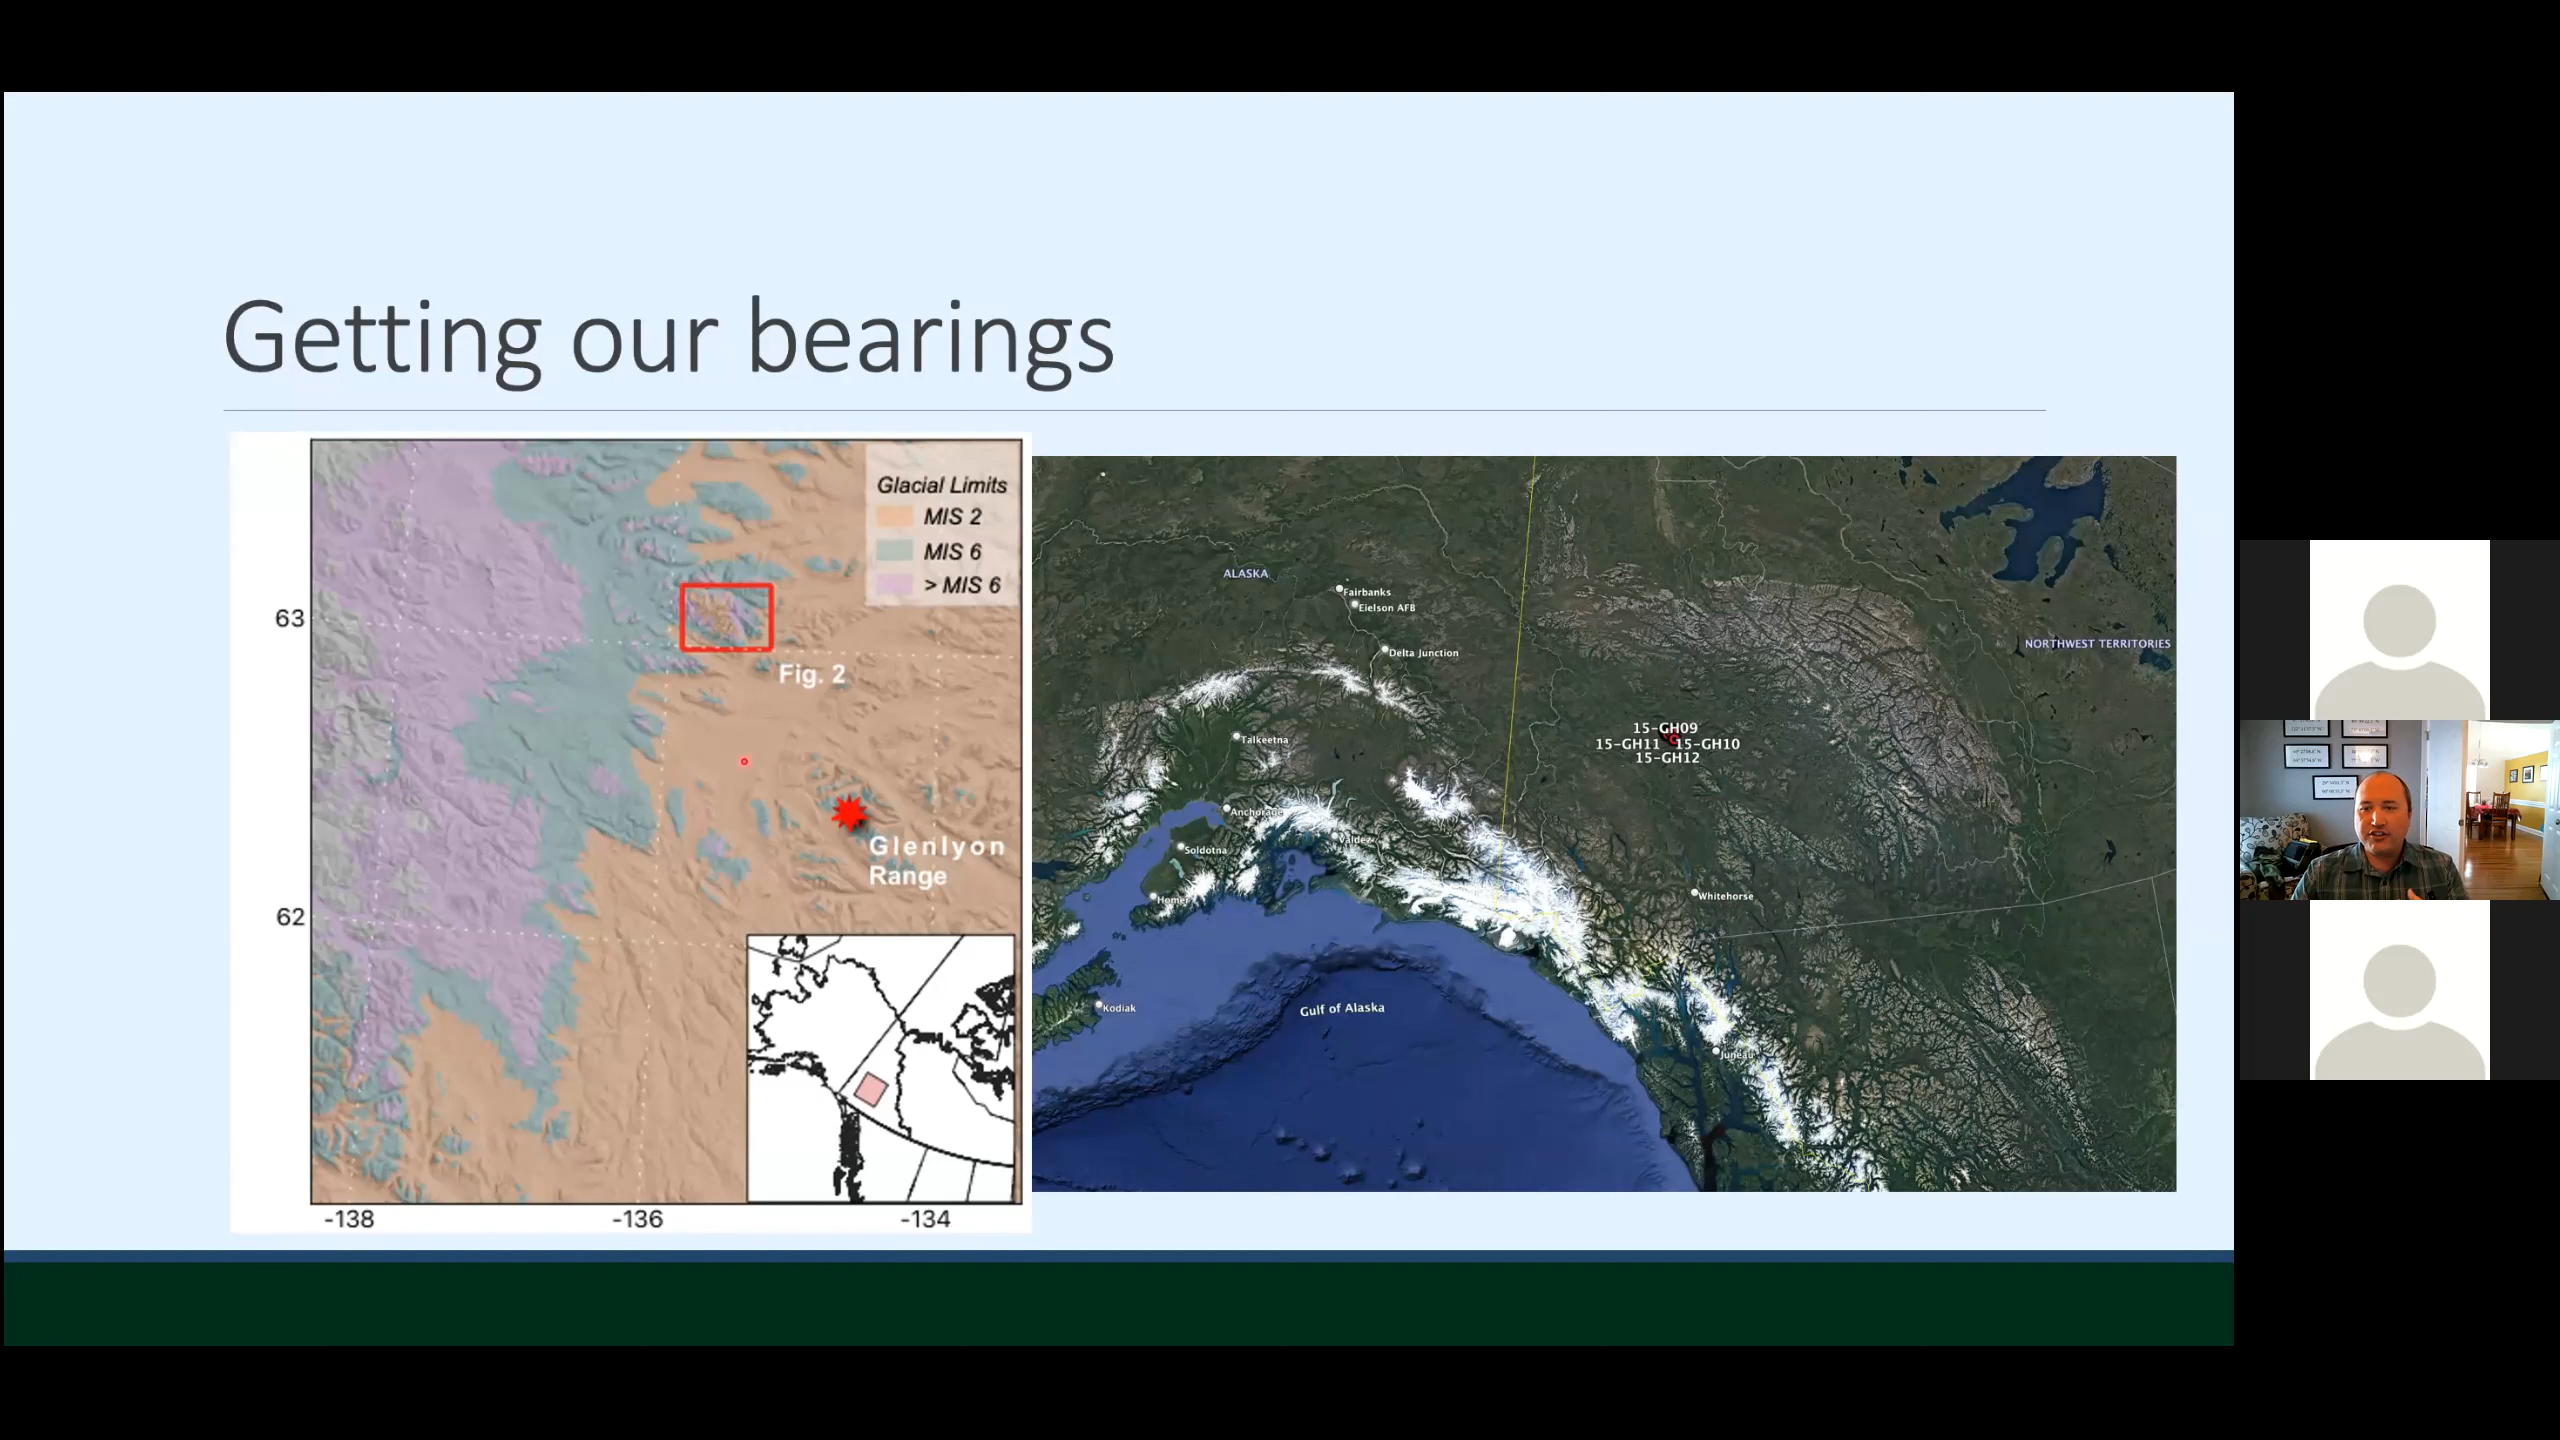 Getting our bearings
Glacial Limits
MIS 2
MIS 6
> MIS 6
63
Fig. 2
Glenlyon
Range
62
-138
-136
-134
ALASKA
Fairbanks
Eielson AFB
Delta Junction
NORTHWEST TERRITORIES
15-GH09
15-GH11 15-GH10
15-GH12
Talkeetna
Anchorage
Valdez
Soldotna
Homer
Whitehorse
Kodiak
Gulf of Alaska
Juneau